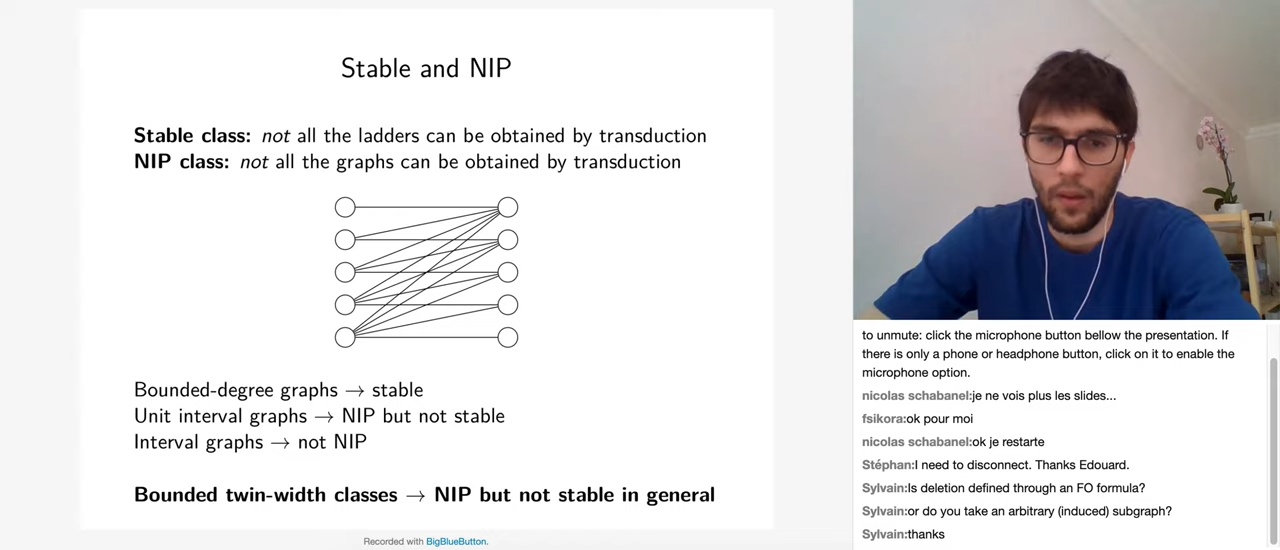 Stable and NIP
Stable class: not all the ladders can be obtained by transduction
NIP class: not all the graphs can be obtained by transduction
Bounded-degree graphs → stable
Unit interval graphs → NIP but not stable
Interval graphs → not NIP
Bounded twin-width classes → NIP but not stable in general
Recorded with BigBlueButton.
to unmute: click the microphone button bellow the presentation. If
there is only a phone or headphone button, click on it to enable the
microphone option.
nicolas schabanel:je ne vois plus les slides...
fsikora:ok pour moi
nicolas schabanel:ok je restarte
Stéphan:I need to disconnect. Thanks Edouard.
Sylvain:Is deletion defined through an FO formula?
Sylvain:or do you take an arbitrary (induced) subgraph?
Sylvain:thanks